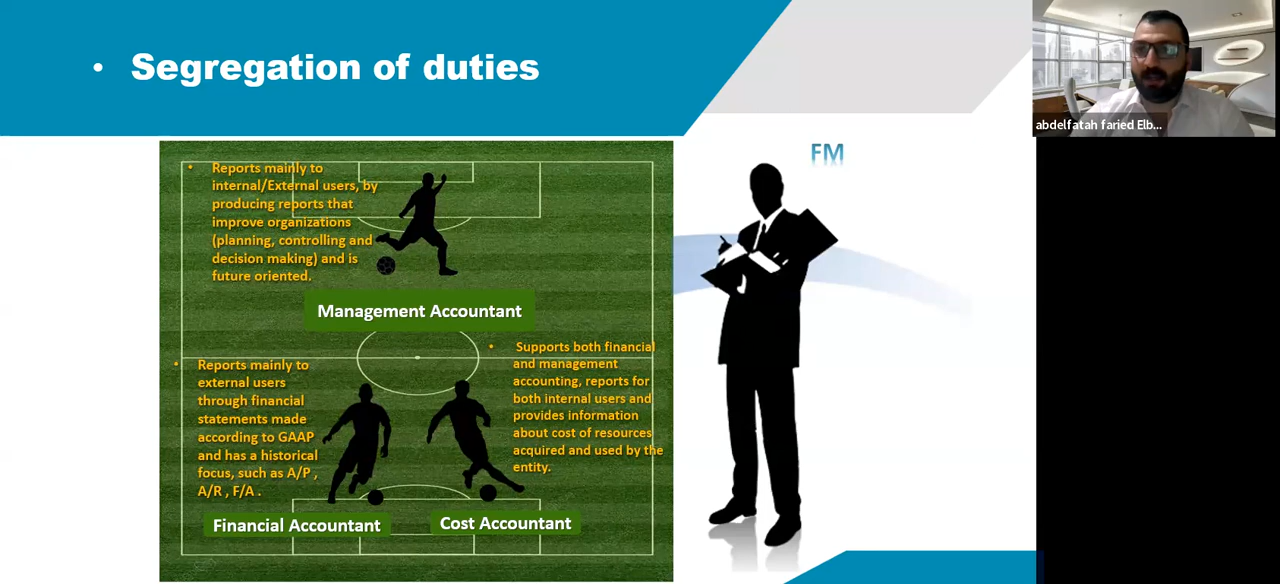 • Segregation of duties
abdelfatah faried Elb...
FM
• Reports mainly to
internal/External users, by
producing reports that
improve organizations
(planning, controlling and
decision making) and is
future oriented.
Management Accountant
• Reports mainly to
external users
through financial
statements made
according to GAAP
and has a historical
focus, such as A/P ,
A/R , F/A .
Financial Accountant
• Supports both financial
and management
accounting, reports for
both internal users and
provides information
about cost of resources
acquired and used by the
entity.
Cost Accountant